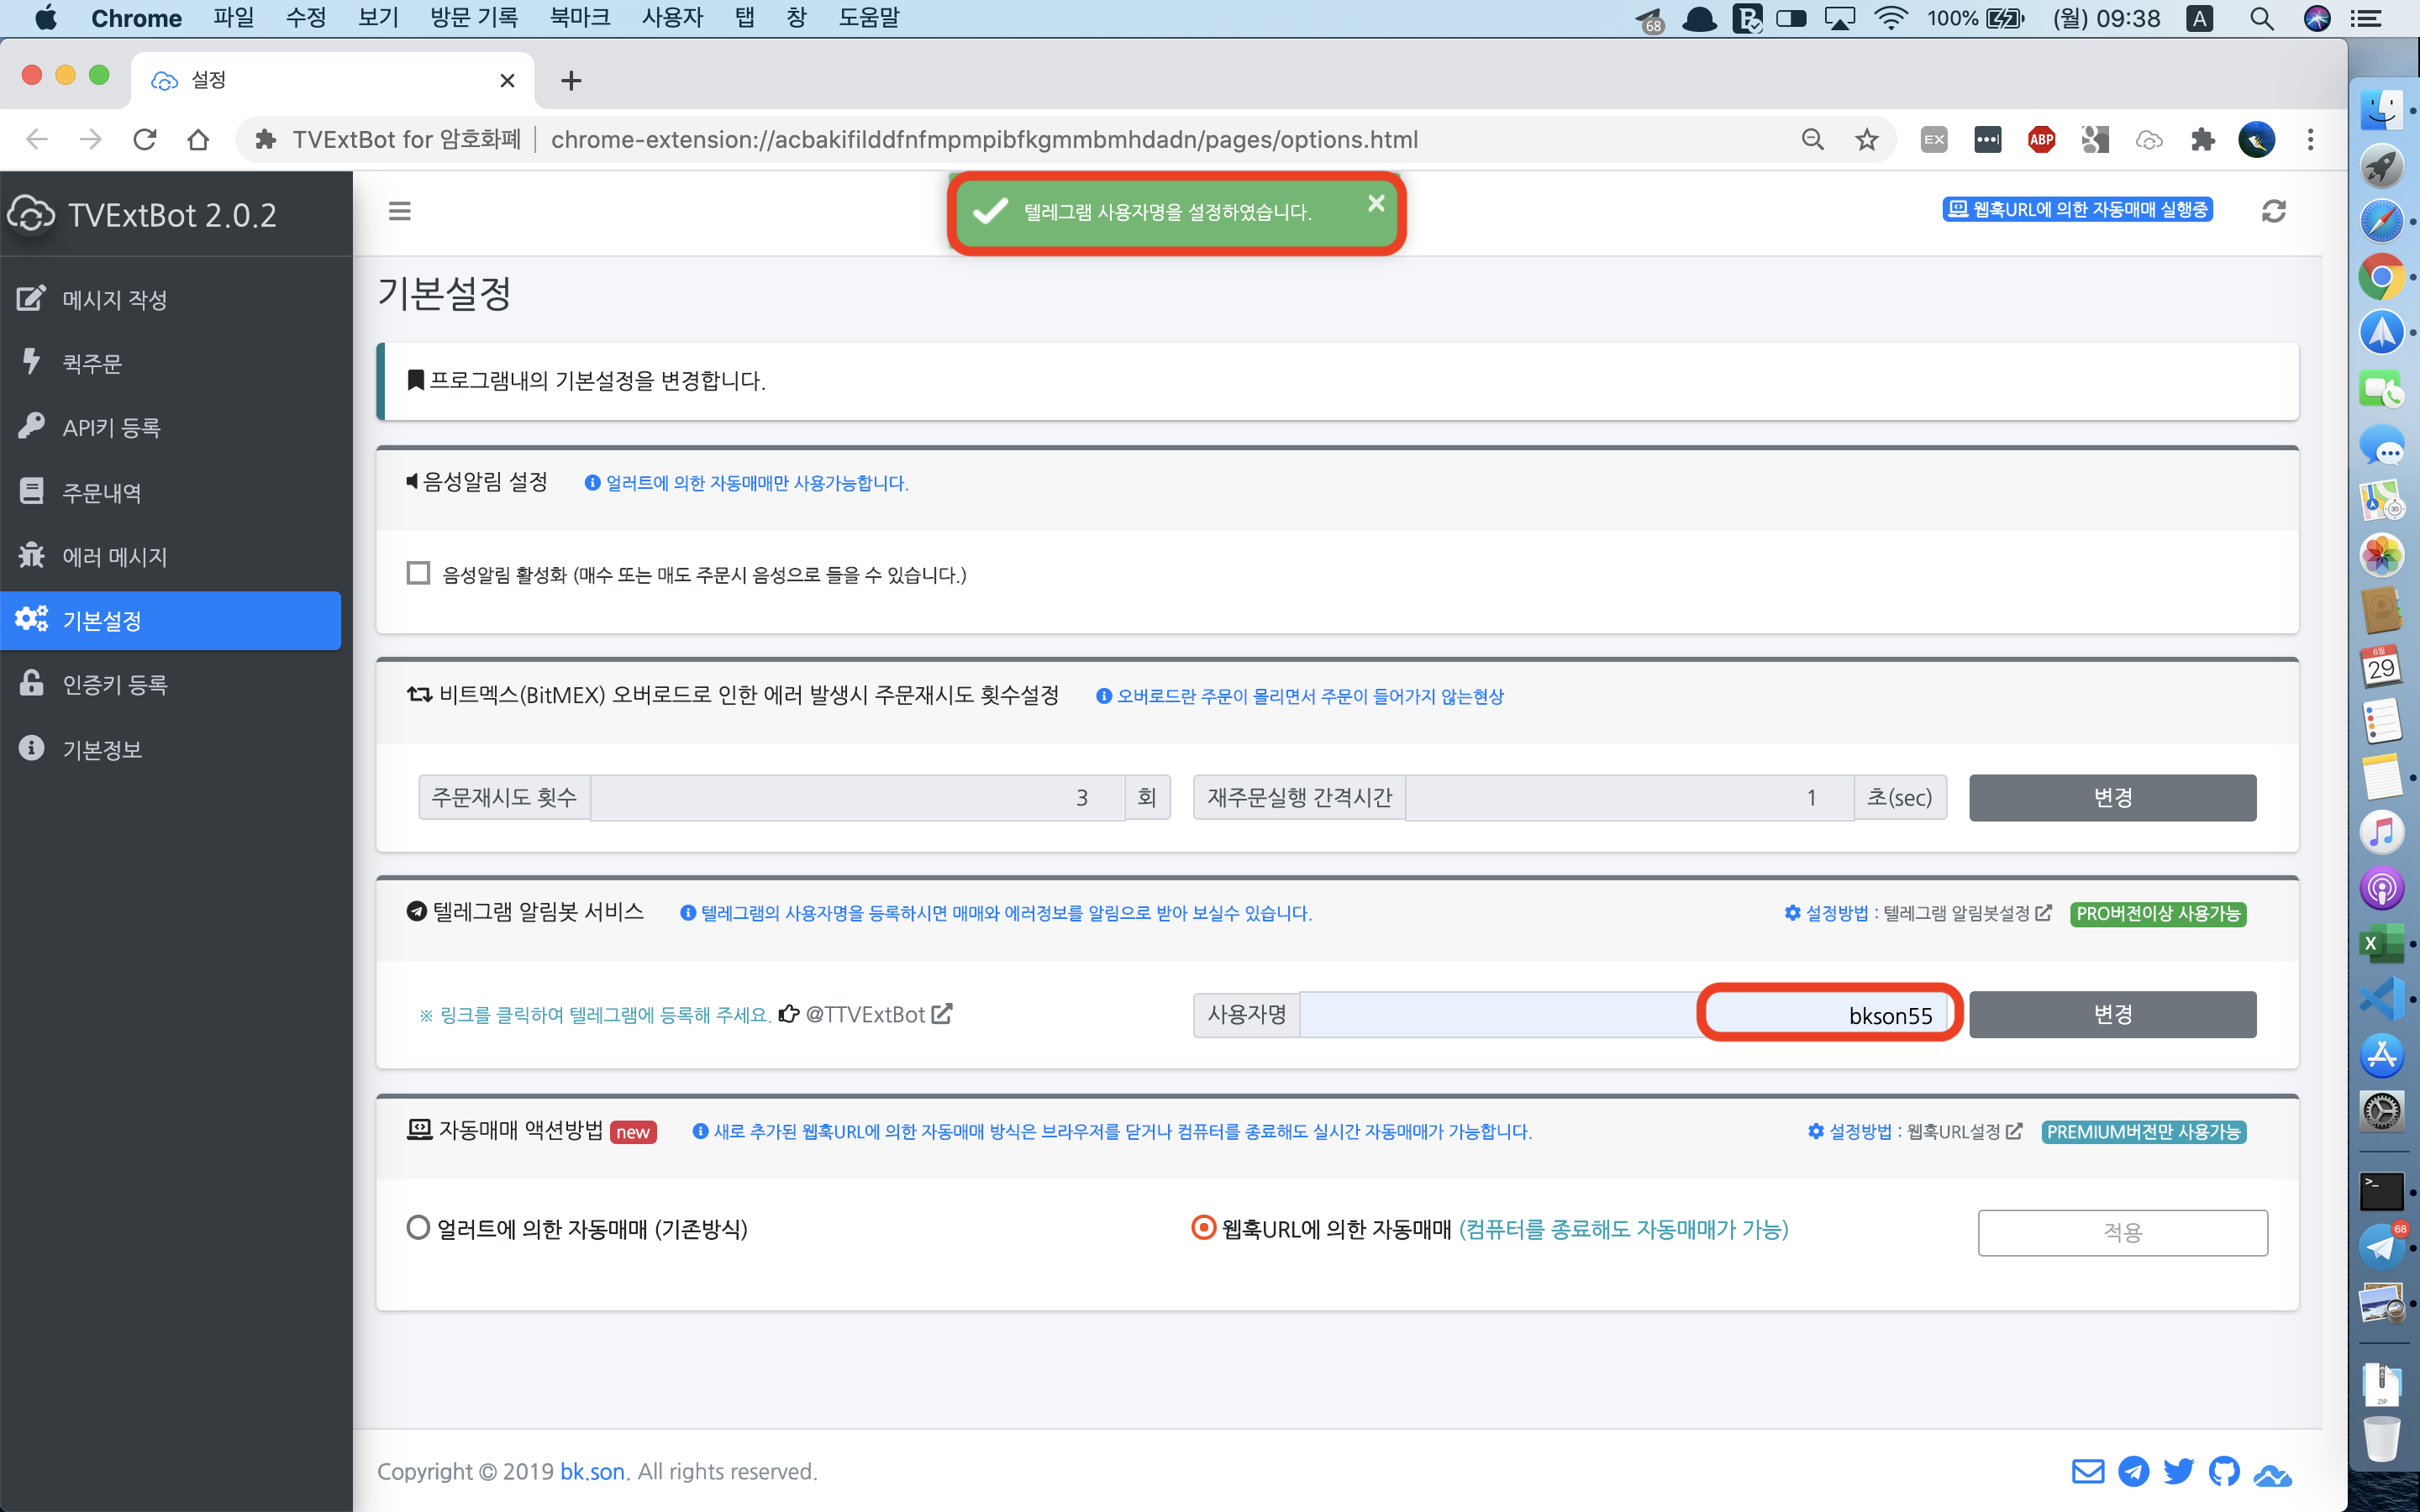 Chrome 파일 수정 보기 방문 기록 북마크 사용자 탭 창 도움말 68 100% (월) 09:38 A
설정
TVExtBot for 암호화폐 chrome-extension://acbakifilddfnfmpmpibfkgmmbmhdadn/pages/options.html EX ABP
TVExtBot 2.0.2
텔레그램 사용자명을 설정하였습니다.
웹훅URL에 의한 자동매매 실행중
메시지 작성
퀵주문
API키 등록
주문내역
에러 메시지
기본설정
인증키 등록
기본정보
기본설정
프로그램내의 기본설정을 변경합니다.
음성알림 설정 얼러트에 의한 자동매매만 사용가능합니다.
음성알림 활성화 (매수 또는 매도 주문시 음성으로 들을 수 있습니다.)
비트멕스(BitMEX) 오버로드로 인한 에러 발생시 주문재시도 횟수설정 오버로드란 주문이 몰리면서 주문이 들어가지 않는현상
주문재시도 횟수 3 회 재주문실행 간격시간 1 초(sec) 변경
텔레그램 알림봇 서비스 텔레그램의 사용자명을 등록하시면 매매와 에러정보를 알림으로 받아 보실수 있습니다. 설정방법 : 텔레그램 알림봇설정 PRO버전이상 사용가능
※ 링크를 클릭하여 텔레그램에 등록해 주세요. @TTVExtBot 사용자명 bkson55 변경
자동매매 액션방법 new 새로 추가된 웹훅URL에 의한 자동매매 방식은 브라우저를 닫거나 컴퓨터를 종료해도 실시간 자동매매가 가능합니다. 설정방법 : 웹훅URL설정 PREMIUM버전만 사용가능
얼러트에 의한 자동매매 (기존방식) 웹훅URL에 의한 자동매매 (컴퓨터를 종료해도 자동매매가 가능) 적용
Copyright © 2019 bk.son. All rights reserved.
3D
6월
29
X
68
ZIP